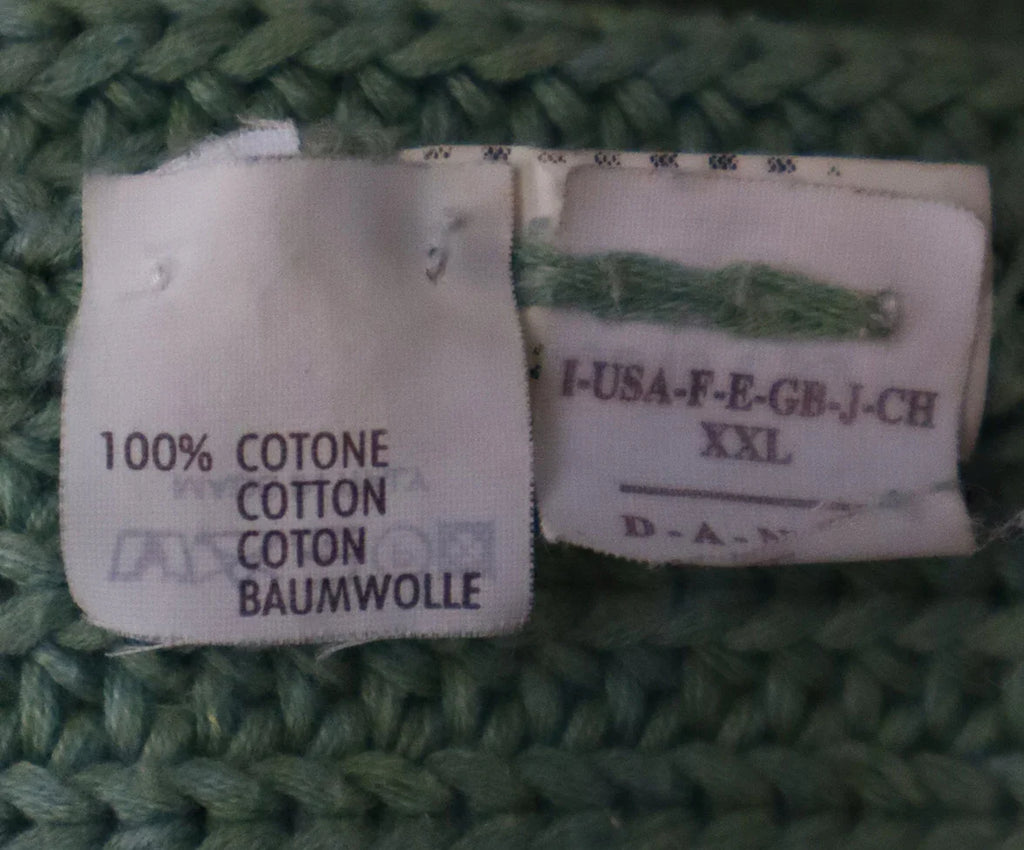 100% COTONE
COTTON
COTON
BAUMWOLLE
I-USA-F-E-GB-J-CH
XXL
D-A-N